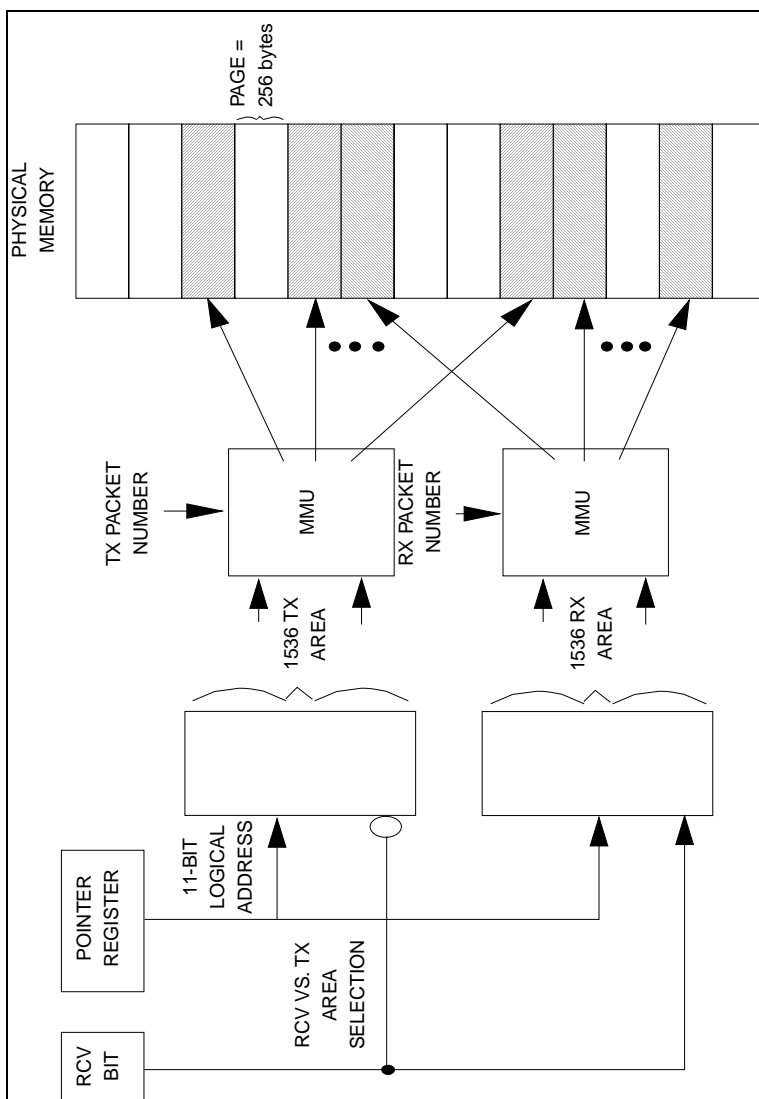 PHYSICAL
MEMORY
PAGE =
256 bytes
TX PACKET
NUMBER
MMU
RX PACKET
NUMBER
MMU
1536 TX
AREA
1536 RX
AREA
11-BIT
LOGICAL
ADDRESS
POINTER
REGISTER
RCV VS. TX
AREA
SELECTION
RCV
BIT